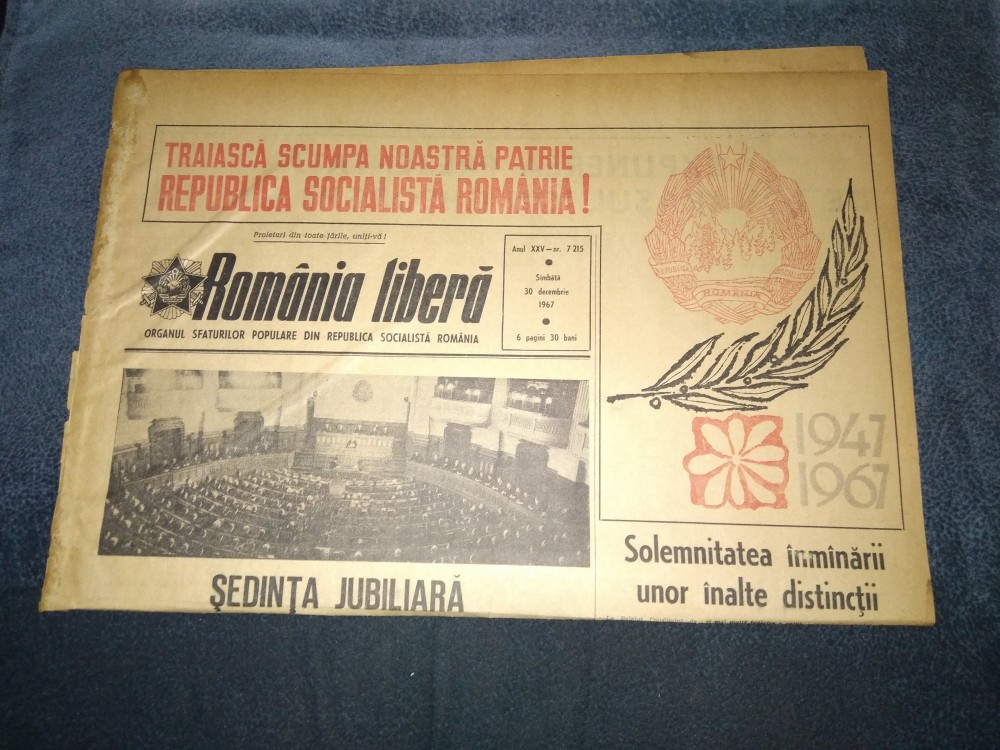 TRAIASCĂ SCUMPA NOASTRĂ PATRIE
REPUBLICA SOCIALISTĂ ROMÂNIA!
Proletari din toate țările, uniți-vă!
România liberă
ORGANUL SFATURILOR POPULARE DIN REPUBLICA SOCIALISTĂ ROMÂNIA
Anul XXV — nr. 7 215
Sîmbătă
30 decembrie
1967
6 pagini 30 bani
REPUBLICA SOCIALISTĂ
ROMÂNIA
1947
1967
ȘEDINȚA JUBILIARĂ
Solemnitatea înmînării
unor înalte distincții